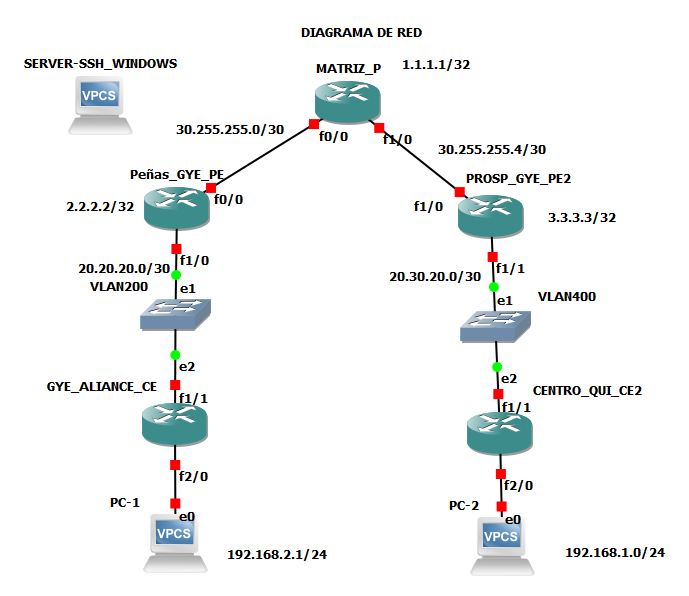 DIAGRAMA DE RED
SERVER-SSH_WINDOWS
VPCS
MATRIZ_P
1.1.1.1/32
30.255.255.0/30
f0/0
f1/0
30.255.255.4/30
Peñas_GYE_PE
f0/0
2.2.2.2/32
PROSP_GYE_PE2
f1/0
3.3.3.3/32
f1/0
20.20.20.0/30
VLAN200
e1
f1/1
20.30.20.0/30
e1
VLAN400
e2
GYE_ALIANCE_CE
f1/1
e2
CENTRO_QUI_CE2
f1/1
f2/0
f2/0
PC-1
e0
VPCS
192.168.2.1/24
PC-2
e0
VPCS
192.168.1.0/24